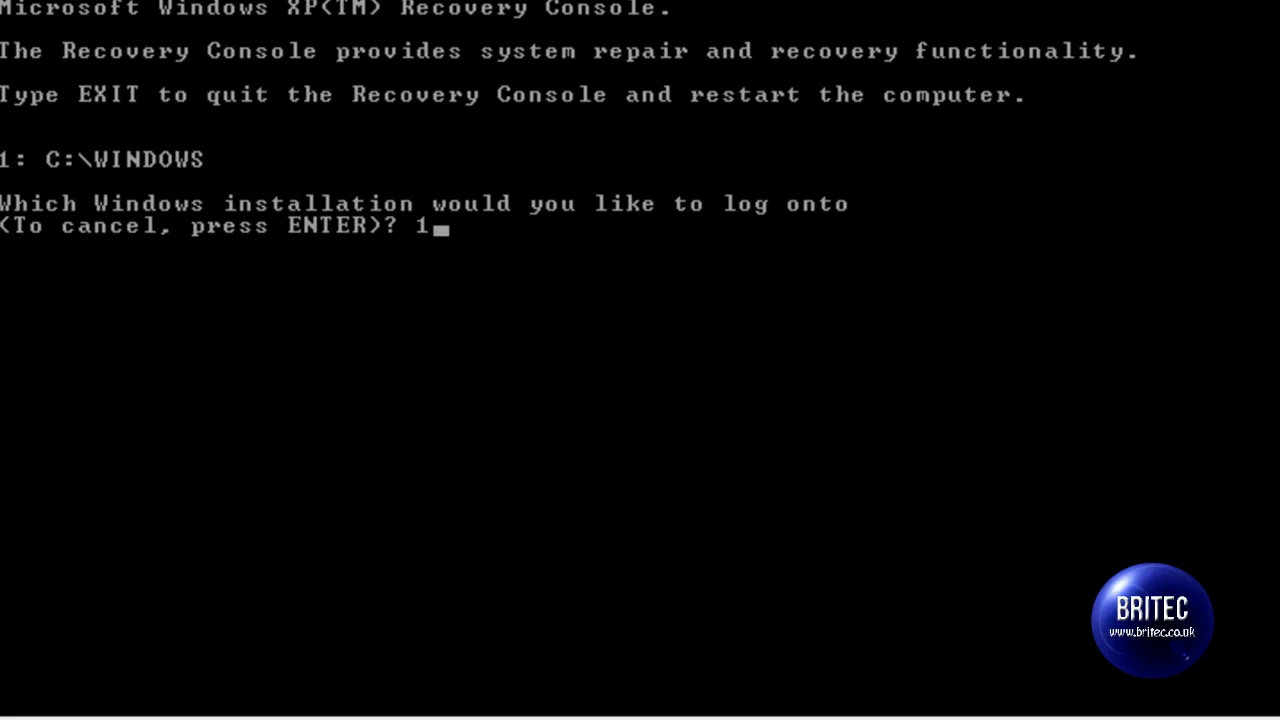 Microsoft Windows XP(TM) Recovery Console.
The Recovery Console provides system repair and recovery functionality.
Type EXIT to quit the Recovery Console and restart the computer.
1: C:\WINDOWS
Which Windows installation would you like to log onto
(To cancel, press ENTER)? 1
BRITEC
www.britec.co.uk